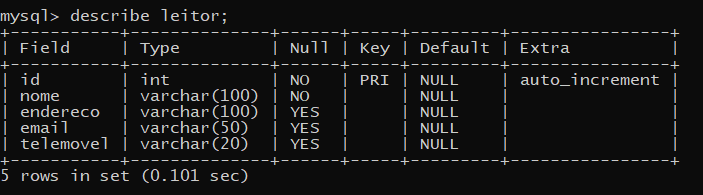 mysql> describe leitor;
+-----------+--------------+------+-----+---------+----------------+
| Field     | Type         | Null | Key | Default | Extra          |
+-----------+--------------+------+-----+---------+----------------+
| id        | int          | NO   | PRI | NULL    | auto_increment |
| nome      | varchar(100) | NO   |     | NULL    |                |
| endereco  | varchar(100) | YES  |     | NULL    |                |
| email     | varchar(50)  | YES  |     | NULL    |                |
| telemovel | varchar(20)  | YES  |     | NULL    |                |
+-----------+--------------+------+-----+---------+----------------+
5 rows in set (0.101 sec)